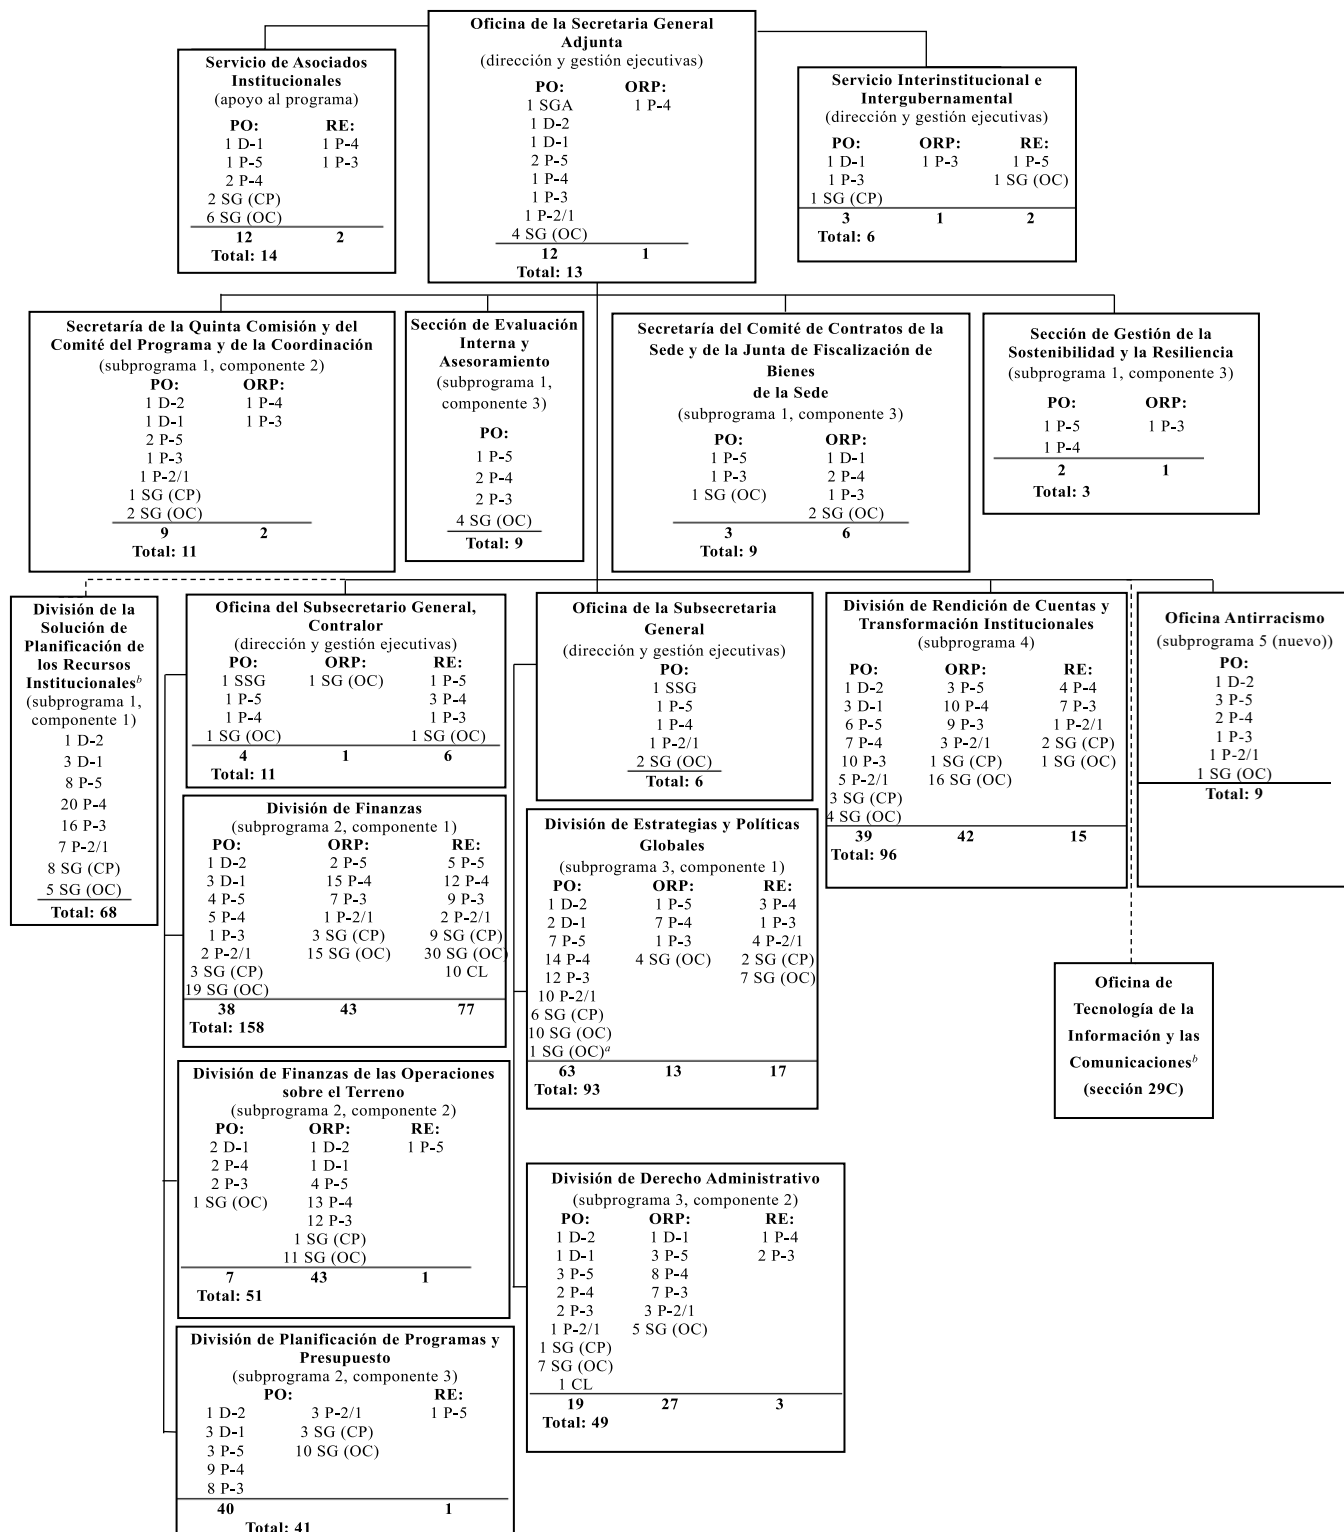 Oficina de la Secretaria General
Adjunta
(dirección y gestión ejecutivas)
PO: ORP:
1 SGA 1 P-4
1 D-2
1 D-1
2 P-5
1 P-4
1 P-3
1 P-2/1
4 SG (OC)
12 1
Total: 13
Servicio de Asociados
Institucionales
(apoyo al programa)
PO: RE:
1 D-1 1 P-4
1 P-5 1 P-3
2 P-4
2 SG (CP)
6 SG (OC)
12 2
Total: 14
Servicio Interinstitucional e
Intergubernamental
(dirección y gestión ejecutivas)
PO: ORP: RE:
1 D-1 1 P-3 1 P-5
1 P-3 1 SG (OC)
1 SG (CP)
3 1 2
Total: 6
Secretaría de la Quinta Comisión y del
Comité del Programa y de la Coordinación
(subprograma 1, componente 2)
PO: ORP:
1 D-2 1 P-4
1 D-1 1 P-3
2 P-5
1 P-3
1 P-2/1
1 SG (CP)
2 SG (OC)
9 2
Total: 11
Sección de Evaluación
Interna y
Asesoramiento
(subprograma 1,
componente 3)
PO:
1 P-5
2 P-4
2 P-3
4 SG (OC)
Total: 9
Secretaría del Comité de Contratos de la
Sede y de la Junta de Fiscalización de
Bienes
de la Sede
(subprograma 1, componente 3)
PO: ORP:
1 P-5 1 D-1
1 P-3 2 P-4
1 SG (OC) 1 P-3
2 SG (OC)
3 6
Total: 9
Sección de Gestión de la
Sostenibilidad y la Resiliencia
(subprograma 1, componente 3)
PO: ORP:
1 P-5 1 P-3
1 P-4
2 1
Total: 3
División de la
Solución de
Planificación de
los Recursos
Institucionales^b
(subprograma 1,
componente 1)
1 D-2
3 D-1
8 P-5
20 P-4
16 P-3
7 P-2/1
8 SG (CP)
5 SG (OC)
Total: 68
Oficina del Subsecretario General,
Contralor
(dirección y gestión ejecutivas)
PO: ORP: RE:
1 SSG 1 SG (OC) 1 P-5
1 P-5 3 P-4
1 P-4 1 P-3
1 SG (OC) 1 SG (OC)
4 1 6
Total: 11
Oficina de la Subsecretaria
General
(dirección y gestión ejecutivas)
PO:
1 SSG
1 P-5
1 P-4
1 P-2/1
2 SG (OC)
Total: 6
División de Rendición de Cuentas y
Transformación Institucionales
(subprograma 4)
PO: ORP: RE:
1 D-2 3 P-5 4 P-4
3 D-1 10 P-4 7 P-3
6 P-5 9 P-3 1 P-2/1
7 P-4 3 P-2/1 2 SG (CP)
10 P-3 1 SG (CP) 1 SG (OC)
5 P-2/1 16 SG (OC)
3 SG (CP)
4 SG (OC)
39 42 15
Total: 96
Oficina Antirracismo
(subprograma 5 (nuevo))
PO:
1 D-2
3 P-5
2 P-4
1 P-3
1 P-2/1
1 SG (OC)
Total: 9
División de Finanzas
(subprograma 2, componente 1)
PO: ORP: RE:
1 D-2 2 P-5 5 P-5
3 D-1 15 P-4 12 P-4
4 P-5 7 P-3 9 P-3
5 P-4 1 P-2/1 2 P-2/1
1 P-3 3 SG (CP) 9 SG (CP)
2 P-2/1 15 SG (OC) 30 SG (OC)
3 SG (CP) 10 CL
19 SG (OC)
38 43 77
Total: 158
División de Estrategias y Políticas
Globales
(subprograma 3, componente 1)
PO: ORP: RE:
1 D-2 1 P-5 3 P-4
2 D-1 7 P-4 1 P-3
7 P-5 1 P-3 4 P-2/1
14 P-4 4 SG (OC) 2 SG (CP)
12 P-3 7 SG (OC)
10 P-2/1
6 SG (CP)
10 SG (OC)
1 SG (OC)^a
63 13 17
Total: 93
Oficina de
Tecnología de la
Información y las
Comunicaciones^b
(sección 29C)
División de Finanzas de las Operaciones
sobre el Terreno
(subprograma 2, componente 2)
PO: ORP: RE:
2 D-1 1 D-2 1 P-5
2 P-4 1 D-1
2 P-3 4 P-5
1 SG (OC) 13 P-4
12 P-3
1 SG (CP)
11 SG (OC)
7 43 1
Total: 51
División de Derecho Administrativo
(subprograma 3, componente 2)
PO: ORP: RE:
1 D-2 1 D-1 1 P-4
1 D-1 3 P-5 2 P-3
3 P-5 8 P-4
2 P-4 7 P-3
2 P-3 3 P-2/1
1 P-2/1 5 SG (OC)
1 SG (CP)
7 SG (OC)
1 CL
19 27 3
Total: 49
División de Planificación de Programas y
Presupuesto
(subprograma 2, componente 3)
PO: RE:
1 D-2 3 P-2/1 1 P-5
3 D-1 3 SG (CP)
3 P-5 10 SG (OC)
9 P-4
8 P-3
40 1
Total: 41